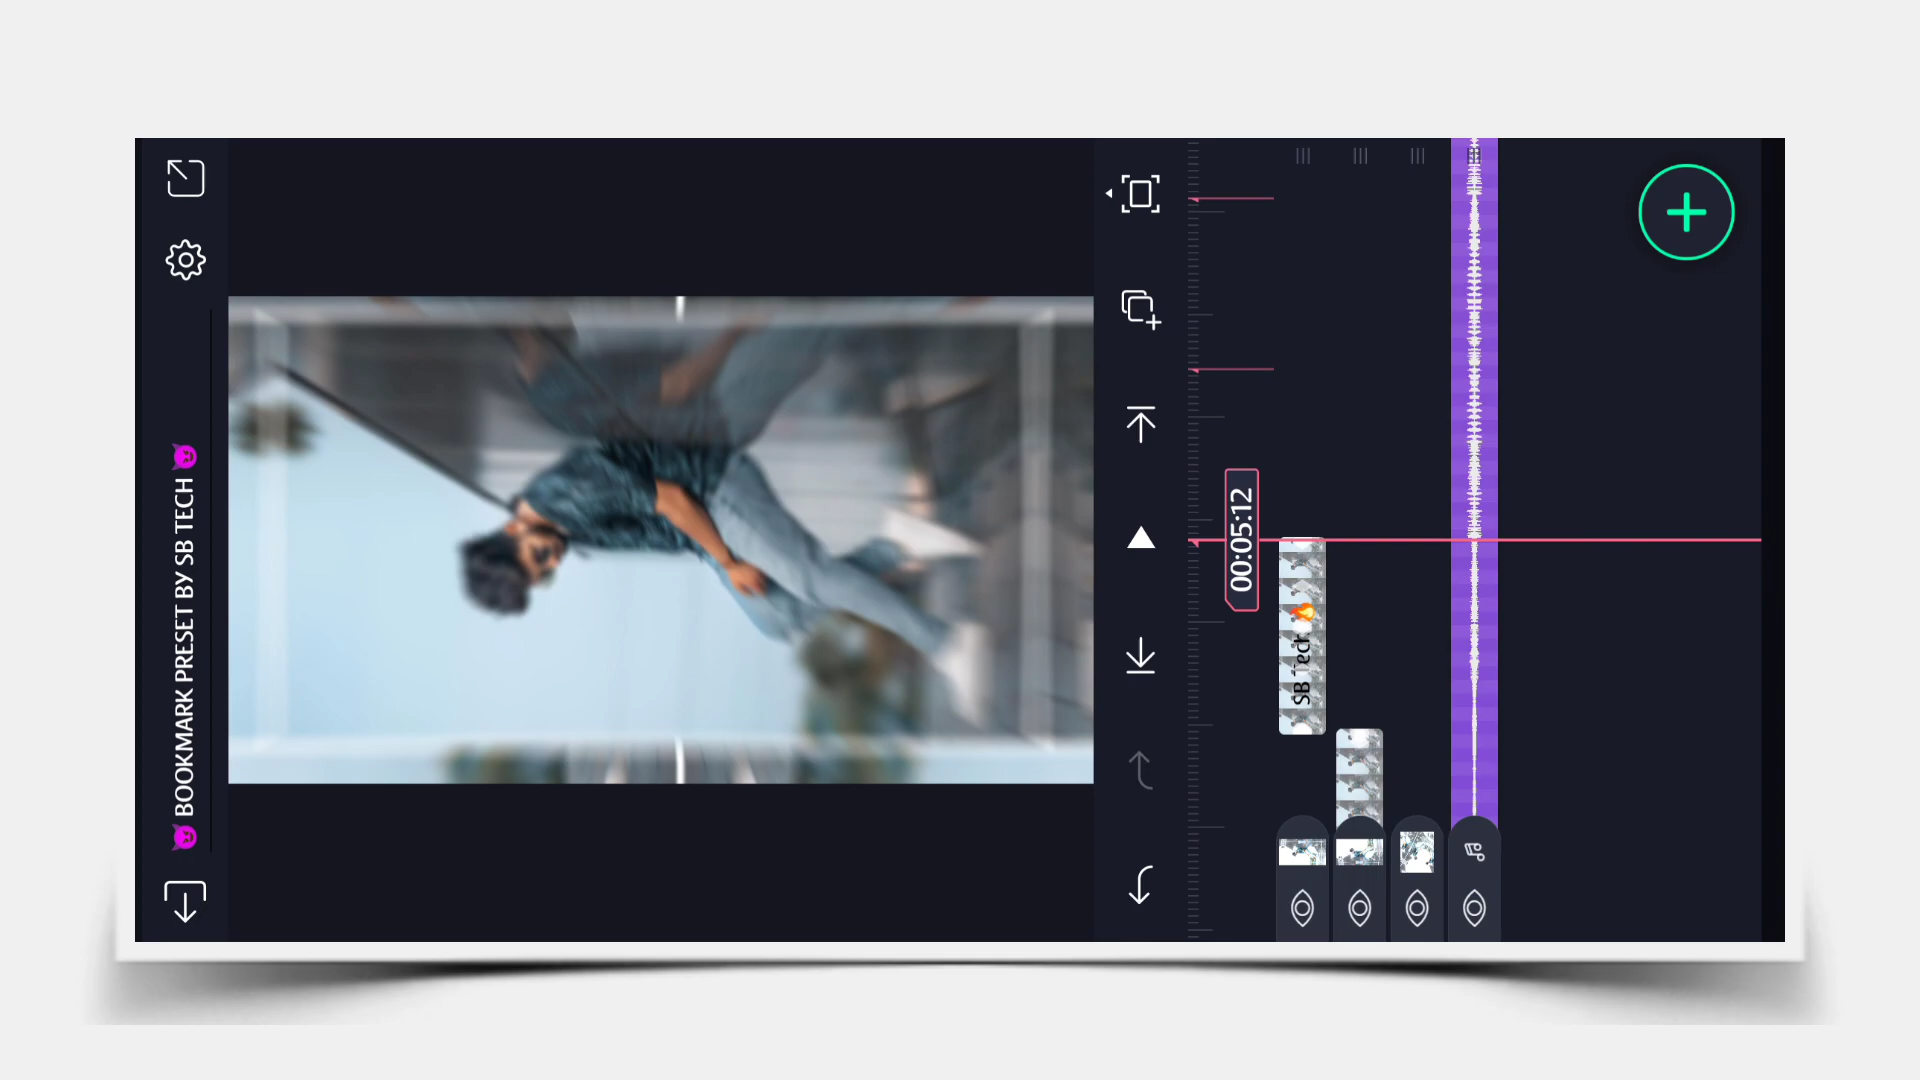 😈 BOOKMARK PRESET BY SB TECH 😈
00:05:12
SB Tech 🔥